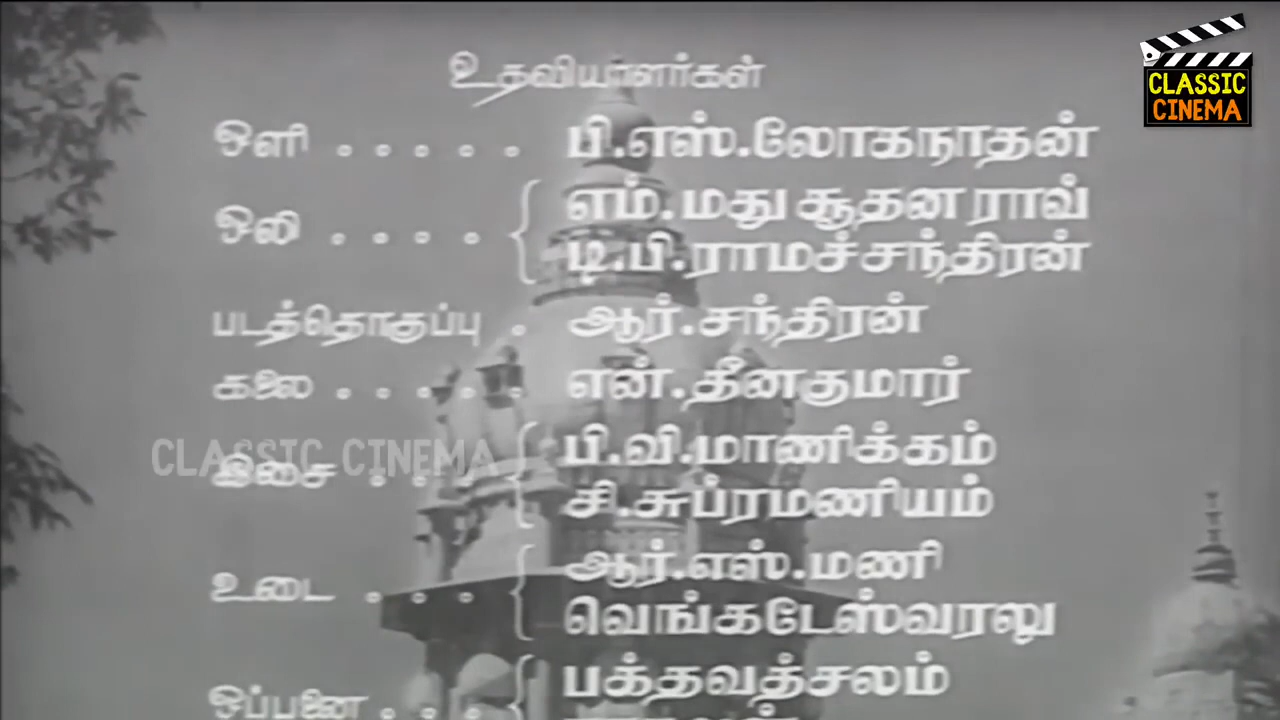 உதவியாளர்கள்
CLASSIC
CINEMA
ஒளி . . . . . பி.எஸ்.லோகநாதன்
ஒலி . . . . எம்.மதுசூதன ராவ்
டி.பி.ராமச்சந்திரன்
படத்தொகுப்பு . ஆர்.சந்திரன்
கலை . . . . . என்.தீனகுமார்
CLASSIC CINEMA
இசை . . . பி.வி.மாணிக்கம்
சி.சுப்ரமணியம்
உடை . . . ஆர்.எஸ்.மணி
வெங்கடேஸ்வரலு
ஒப்பனை . . . பக்தவத்சலம்